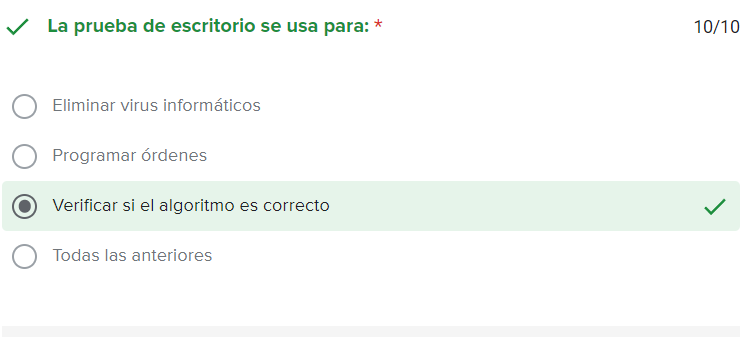 La prueba de escritorio se usa para: * 10/10
Eliminar virus informáticos
Programar órdenes
Verificar si el algoritmo es correcto
Todas las anteriores